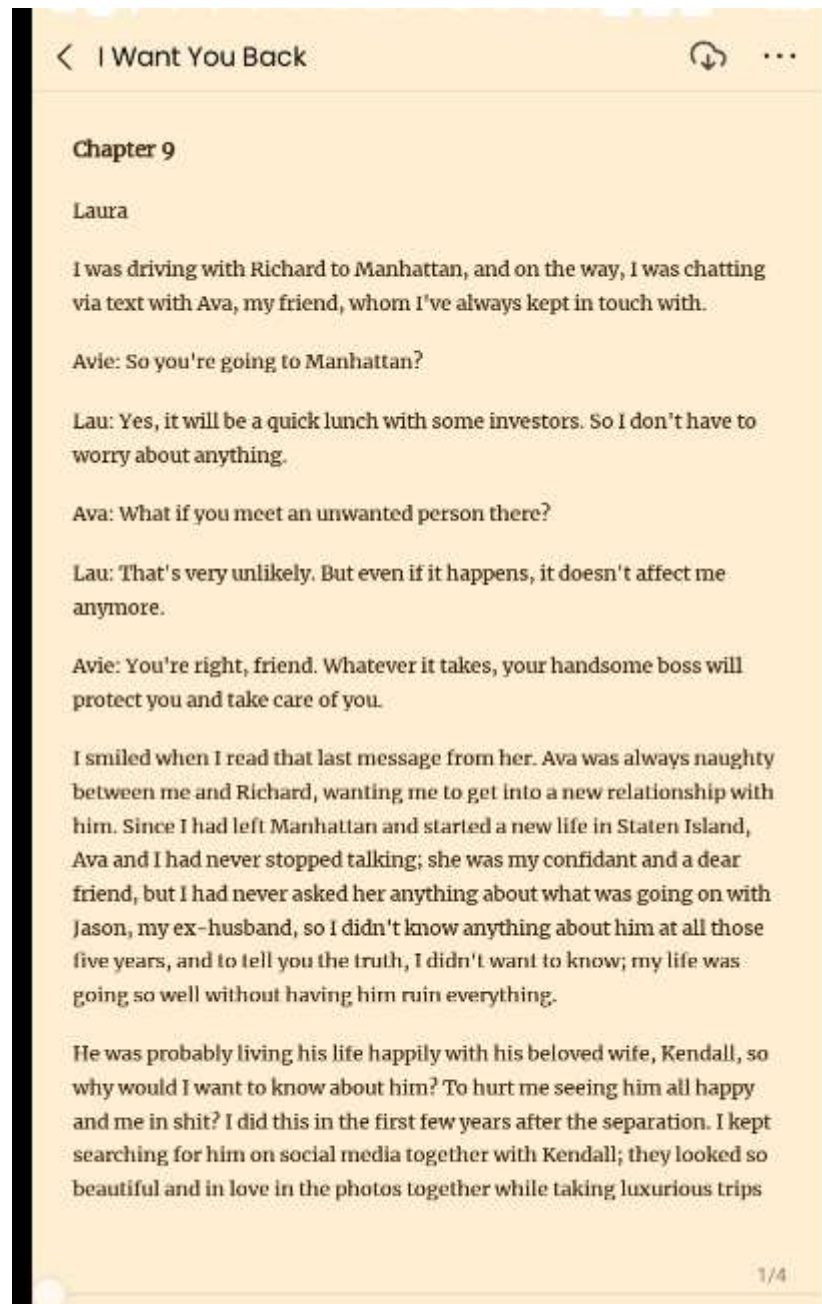 I Want You Back
Chapter 9
Laura
I was driving with Richard to Manhattan, and on the way, I was chatting
via text with Ava, my friend, whom I've always kept in touch with.
Avie: So you're going to Manhattan?
Lau: Yes, it will be a quick lunch with some investors. So I don't have to
worry about anything.
Ava: What if you meet an unwanted person there?
Lau: That's very unlikely. But even if it happens, it doesn't affect me
anymore.
Avie: You're right, friend. Whatever it takes, your handsome boss will
protect you and take care of you.
I smiled when I read that last message from her. Ava was always naughty
between me and Richard, wanting me to get into a new relationship with
him. Since I had left Manhattan and started a new life in Staten Island,
Ava and I had never stopped talking; she was my confidant and a dear
friend, but I had never asked her anything about what was going on with
Jason, my ex-husband, so I didn't know anything about him at all those
five years, and to tell you the truth, I didn't want to know; my life was
going so well without having him ruin everything.
He was probably living his life happily with his beloved wife, Kendall, so
why would I want to know about him? To hurt me seeing him all happy
and me in shit? I did this in the first few years after the separation. I kept
searching for him on social media together with Kendall; they looked so
beautiful and in love in the photos together while taking luxurious trips
1/4